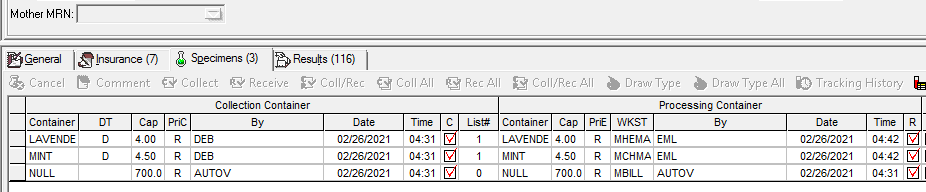 Mother MRN:
General Insurance (7) Specimens (3) Results (116)
Cancel Comment Collect Receive Coll/Rec Coll All Rec All Coll/Rec All Draw Type Draw Type All Tracking History
Collection Container Processing Container
Container DT Cap PriC By Date Time C List# Container Cap PriE WKST By Date Time R
LAVENDE D 4.00 R DEB 02/26/2021 04:31 1 LAVENDE 4.00 R MHEMA EML 02/26/2021 04:42
MINT D 4.50 R DEB 02/26/2021 04:31 1 MINT 4.50 R MCHMA EML 02/26/2021 04:42
NULL 700.0 R AUTOV 02/26/2021 04:31 0 NULL 700.0 R MBILL AUTOV 02/26/2021 04:31